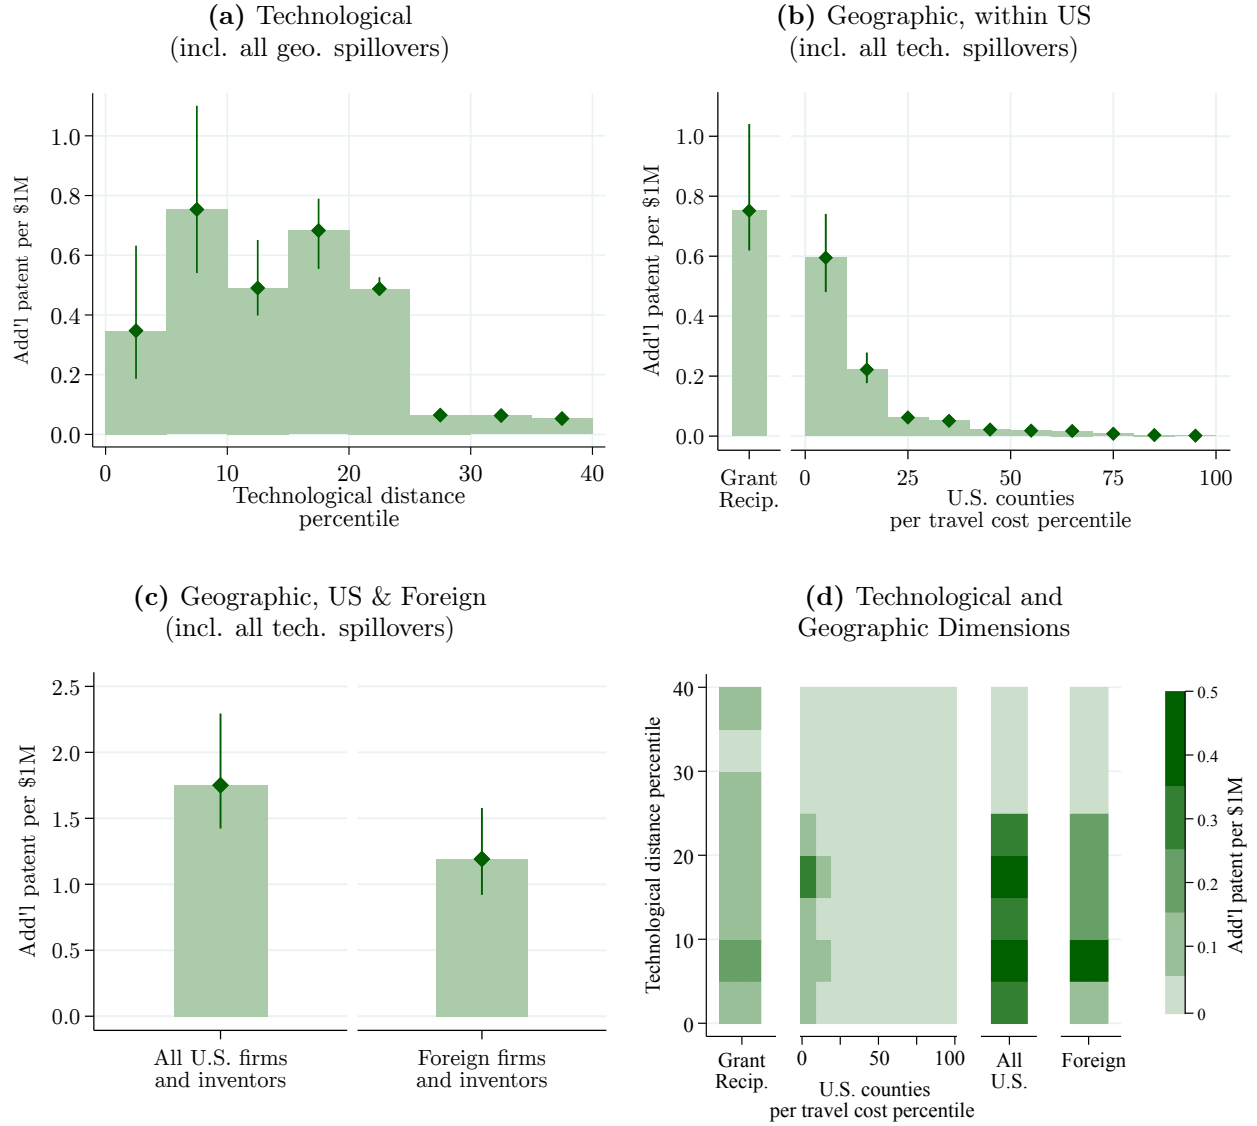 (a) Technological
(incl. all geo. spillovers)
Add'l patent per $1M
1.0
0.8
0.6
0.4
0.2
0.0
0 10 20 30 40
Technological distance
percentile
(b) Geographic, within US
(incl. all tech. spillovers)
Add'l patent per $1M
1.0
0.8
0.6
0.4
0.2
0.0
Grant
Recip.
0 25 50 75 100
U.S. counties
per travel cost percentile
(c) Geographic, US & Foreign
(incl. all tech. spillovers)
Add'l patent per $1M
2.5
2.0
1.5
1.0
0.5
0.0
All U.S. firms
and inventors
Foreign firms
and inventors
(d) Technological and
Geographic Dimensions
Technological distance percentile
40
30
20
10
0
Grant
Recip.
0 50 100
U.S. counties
per travel cost percentile
All
U.S.
Foreign
0.5
0.4
0.3
0.2
0.1
0
Add'l patent per $1M